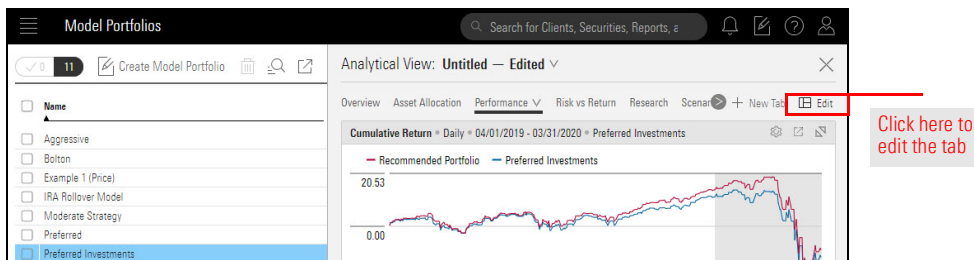 Model Portfolios
Search for Clients, Securities, Reports, a
0 11 Create Model Portfolio
Analytical View: Untitled — Edited
Overview Asset Allocation Performance Risk vs Return Research Scenar > + New Tab Edit
Name
Cumulative Return • Daily • 04/01/2019 - 03/31/2020 • Preferred Investments
Recommended Portfolio Preferred Investments
20.53
0.00
Aggressive
Bolton
Example 1 (Price)
IRA Rollover Model
Moderate Strategy
Preferred
Preferred Investments
Click here to
edit the tab